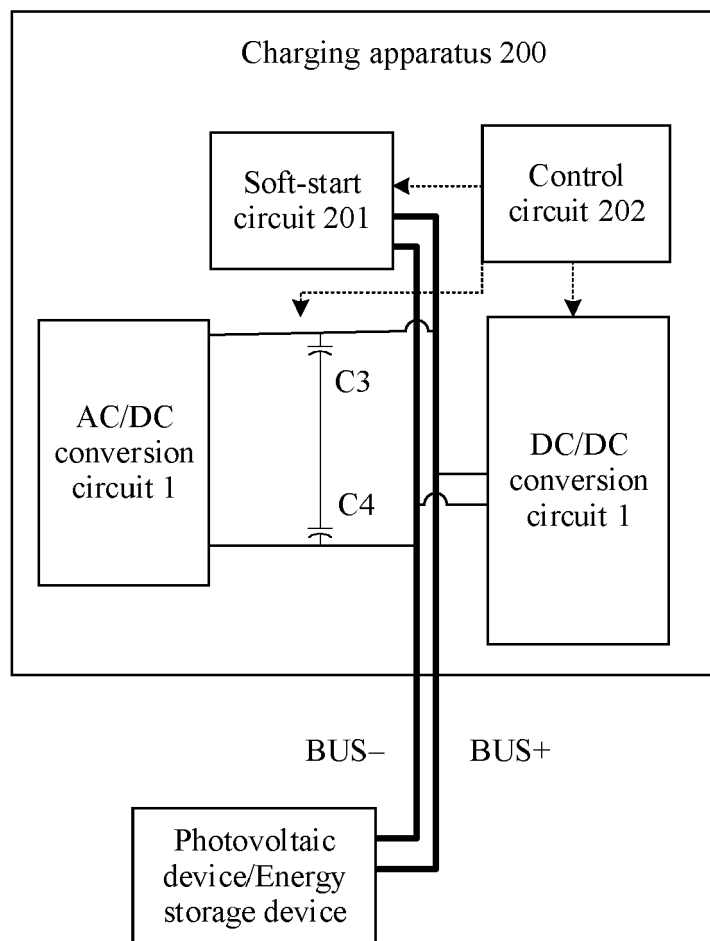 Charging apparatus 200
Soft-start
circuit 201
Control
circuit 202
AC/DC
conversion
circuit 1
C3
C4
DC/DC
conversion
circuit 1
BUS–
BUS+
Photovoltaic
device/Energy
storage device